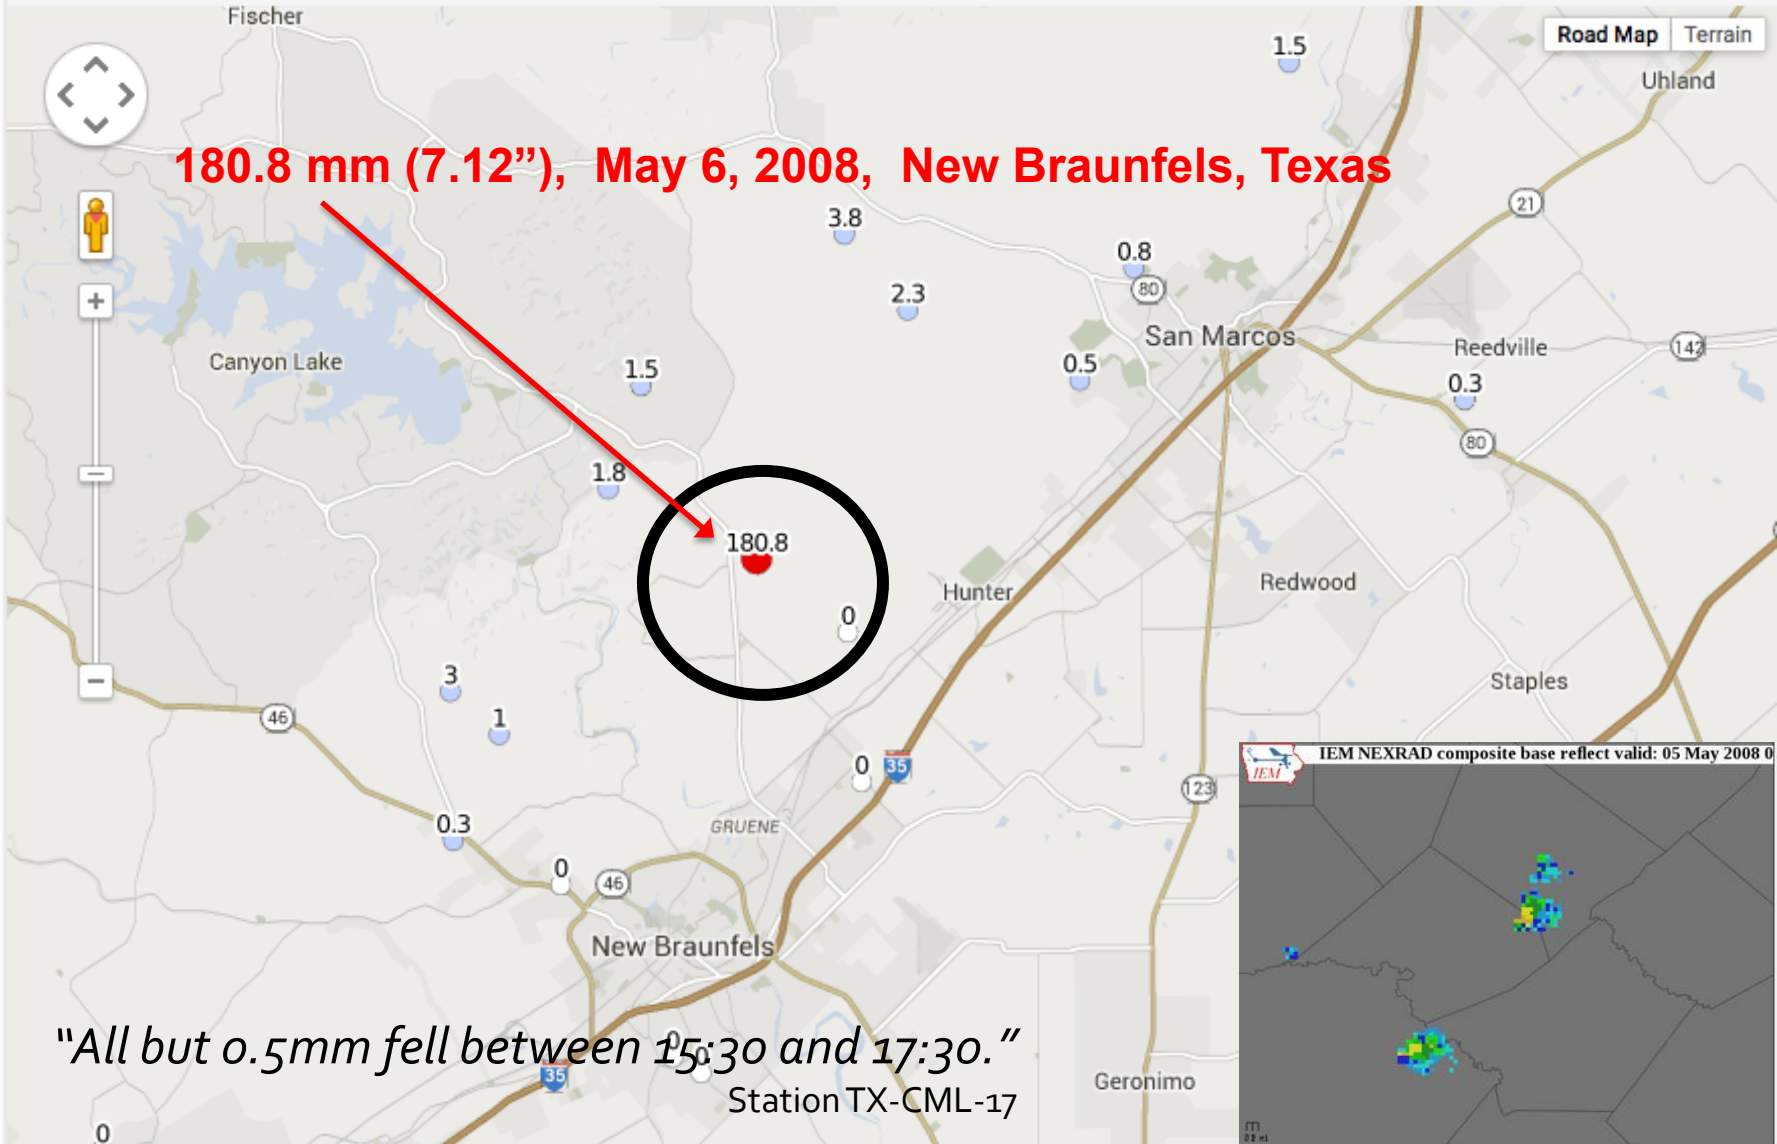 Fischer
1.5
Road Map Terrain
Uhland
180.8 mm (7.12”), May 6, 2008, New Braunfels, Texas
21
3.8
0.8
80
2.3
San Marcos
Canyon Lake
1.5
0.5
Reedville
142
0.3
80
1.8
180.8
Hunter
Redwood
0
3
Staples
46
1
0
35
123
GRUENE
0.3
0
46
New Braunfels
IEM NEXRAD composite base reflect valid: 05 May 2008 0
IEM
“All but 0.5mm fell between 15:30 and 17:30.”
0
0
35
Station TX-CML-17
Geronimo
0